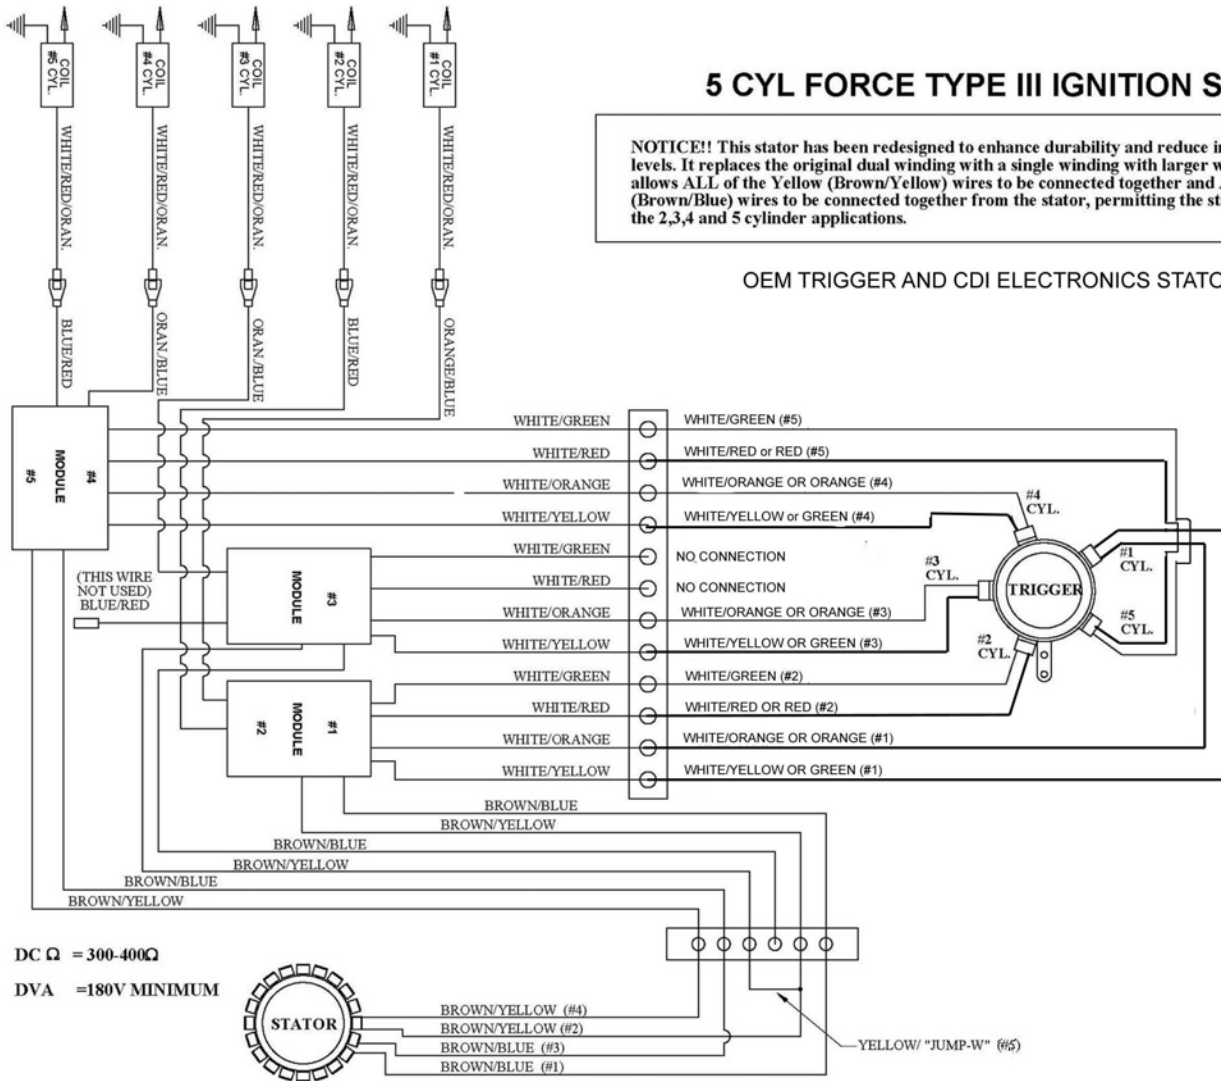 COIL
#5 CYL.
COIL
#4 CYL.
COIL
#3 CYL.
COIL
#2 CYL.
COIL
#1 CYL.
5 CYL FORCE TYPE III IGNITION S
NOTICE!! This stator has been redesigned to enhance durability and reduce i
levels. It replaces the original dual winding with a single winding with larger w
allows ALL of the Yellow (Brown/Yellow) wires to be connected together and
(Brown/Blue) wires to be connected together from the stator, permitting the st
the 2,3,4 and 5 cylinder applications.
OEM TRIGGER AND CDI ELECTRONICS STATO
WHITE/RED/ORAN.
WHITE/RED/ORAN.
WHITE/RED/ORAN.
WHITE/RED/ORAN.
WHITE/RED/ORAN.
BLUE/RED
ORAN./BLUE
ORAN./BLUE
BLUE/RED
ORANGE/BLUE
#4
MODULE
#5
WHITE/GREEN
WHITE/GREEN (#5)
WHITE/RED
WHITE/RED or RED (#5)
WHITE/ORANGE
WHITE/ORANGE OR ORANGE (#4)
WHITE/YELLOW
WHITE/YELLOW or GREEN (#4)
#4
CYL.
WHITE/GREEN
NO CONNECTION
WHITE/RED
NO CONNECTION
WHITE/ORANGE
WHITE/ORANGE OR ORANGE (#3)
WHITE/YELLOW
WHITE/YELLOW OR GREEN (#3)
#3
CYL.
#1
CYL.
TRIGGER
#5
CYL.
#2
CYL.
(THIS WIRE
NOT USED)
BLUE/RED
#3
MODULE
WHITE/GREEN
WHITE/GREEN (#2)
WHITE/RED
WHITE/RED OR RED (#2)
WHITE/ORANGE
WHITE/ORANGE OR ORANGE (#1)
WHITE/YELLOW
WHITE/YELLOW OR GREEN (#1)
#1
MODULE
#2
BROWN/BLUE
BROWN/YELLOW
BROWN/BLUE
BROWN/YELLOW
BROWN/BLUE
BROWN/YELLOW
DC Ω = 300-400Ω
DVA =180V MINIMUM
STATOR
BROWN/YELLOW (#4)
BROWN/YELLOW (#2)
BROWN/BLUE (#3)
BROWN/BLUE (#1)
YELLOW/ "JUMP-W" (#5)